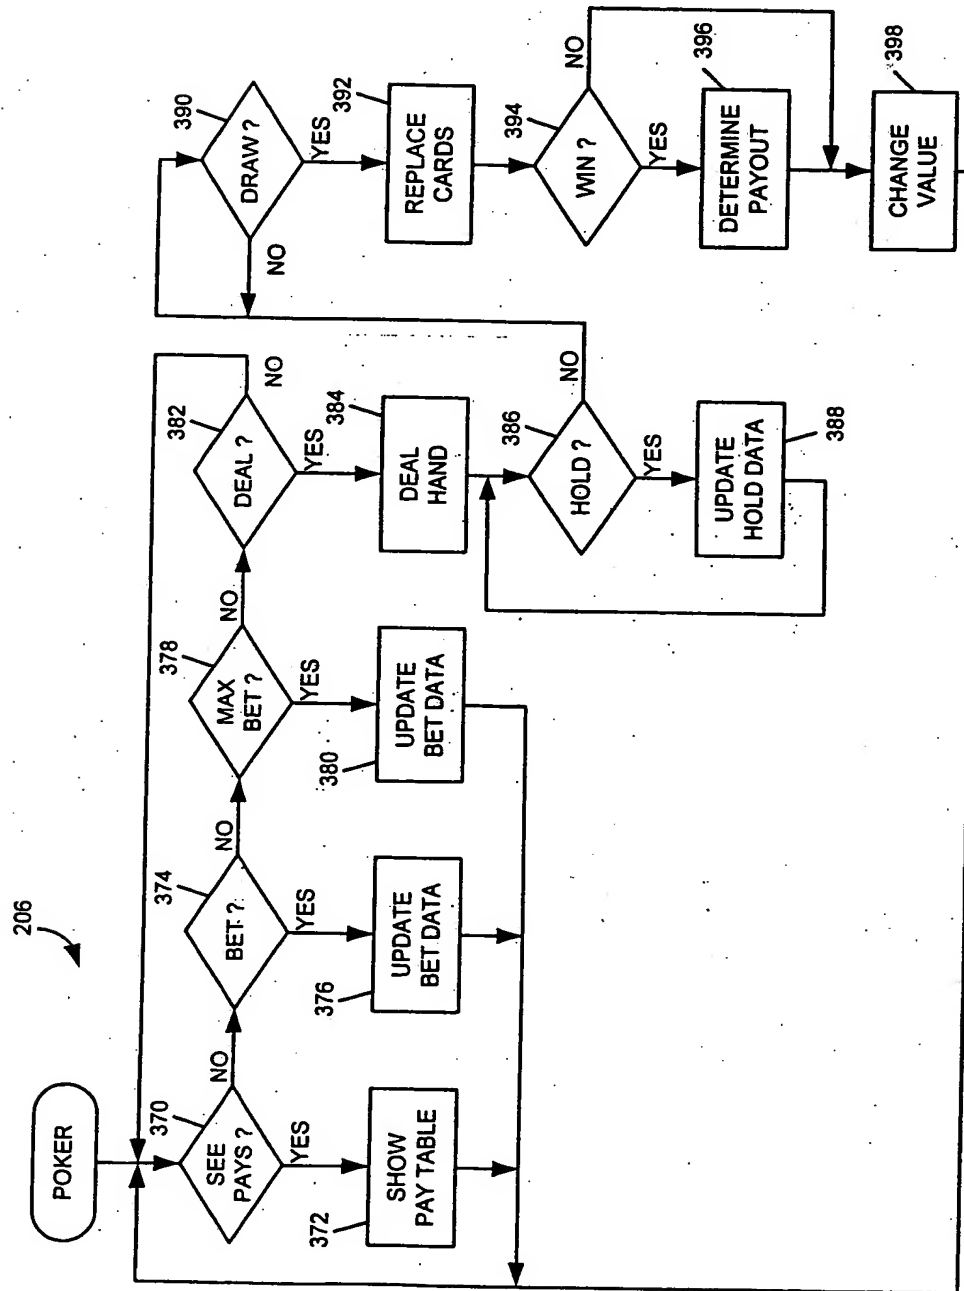 206
POKER
370
SEE
PAYS ?
NO
YES
372
SHOW
PAY TABLE
374
BET ?
NO
YES
376
UPDATE
BET DATA
378
MAX
BET ?
NO
YES
380
UPDATE
BET DATA
382
DEAL ?
NO
YES
384
DEAL
HAND
386
HOLD ?
NO
YES
388
UPDATE
HOLD DATA
390
DRAW ?
NO
YES
392
REPLACE
CARDS
394
WIN ?
NO
YES
396
DETERMINE
PAYOUT
398
CHANGE
VALUE